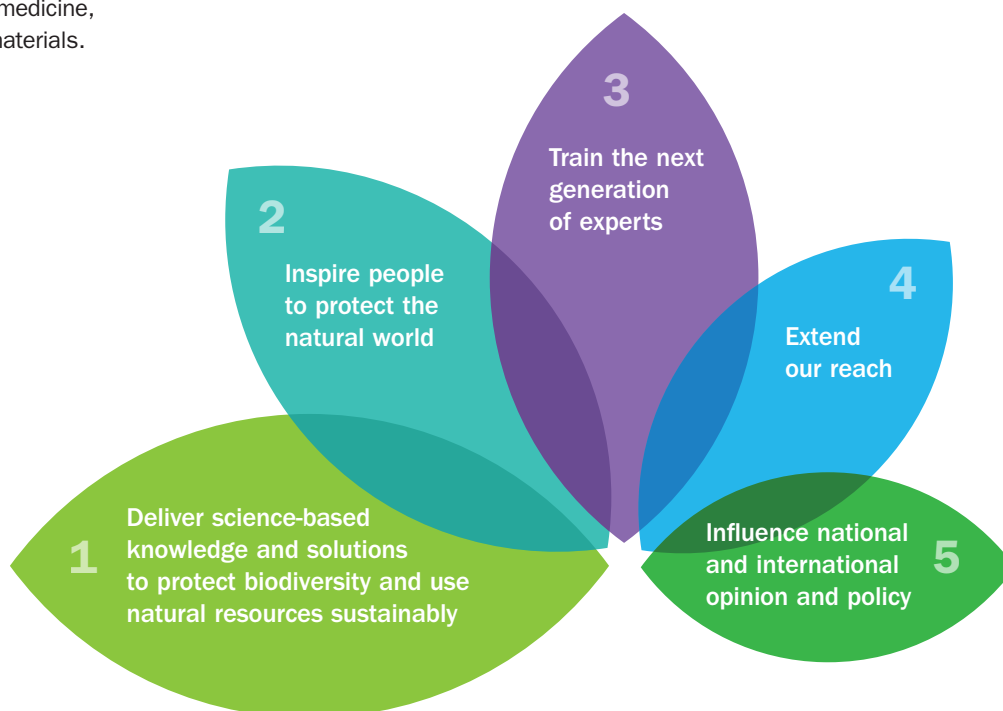 medicine,
3
Train the next
generation
of experts
2
Inspire people
to protect the
natural world
4
Extend
our reach
1
Deliver science-based
knowledge and solutions
to protect biodiversity and use
natural resources sustainably
5
Influence national
and international
opinion and policy